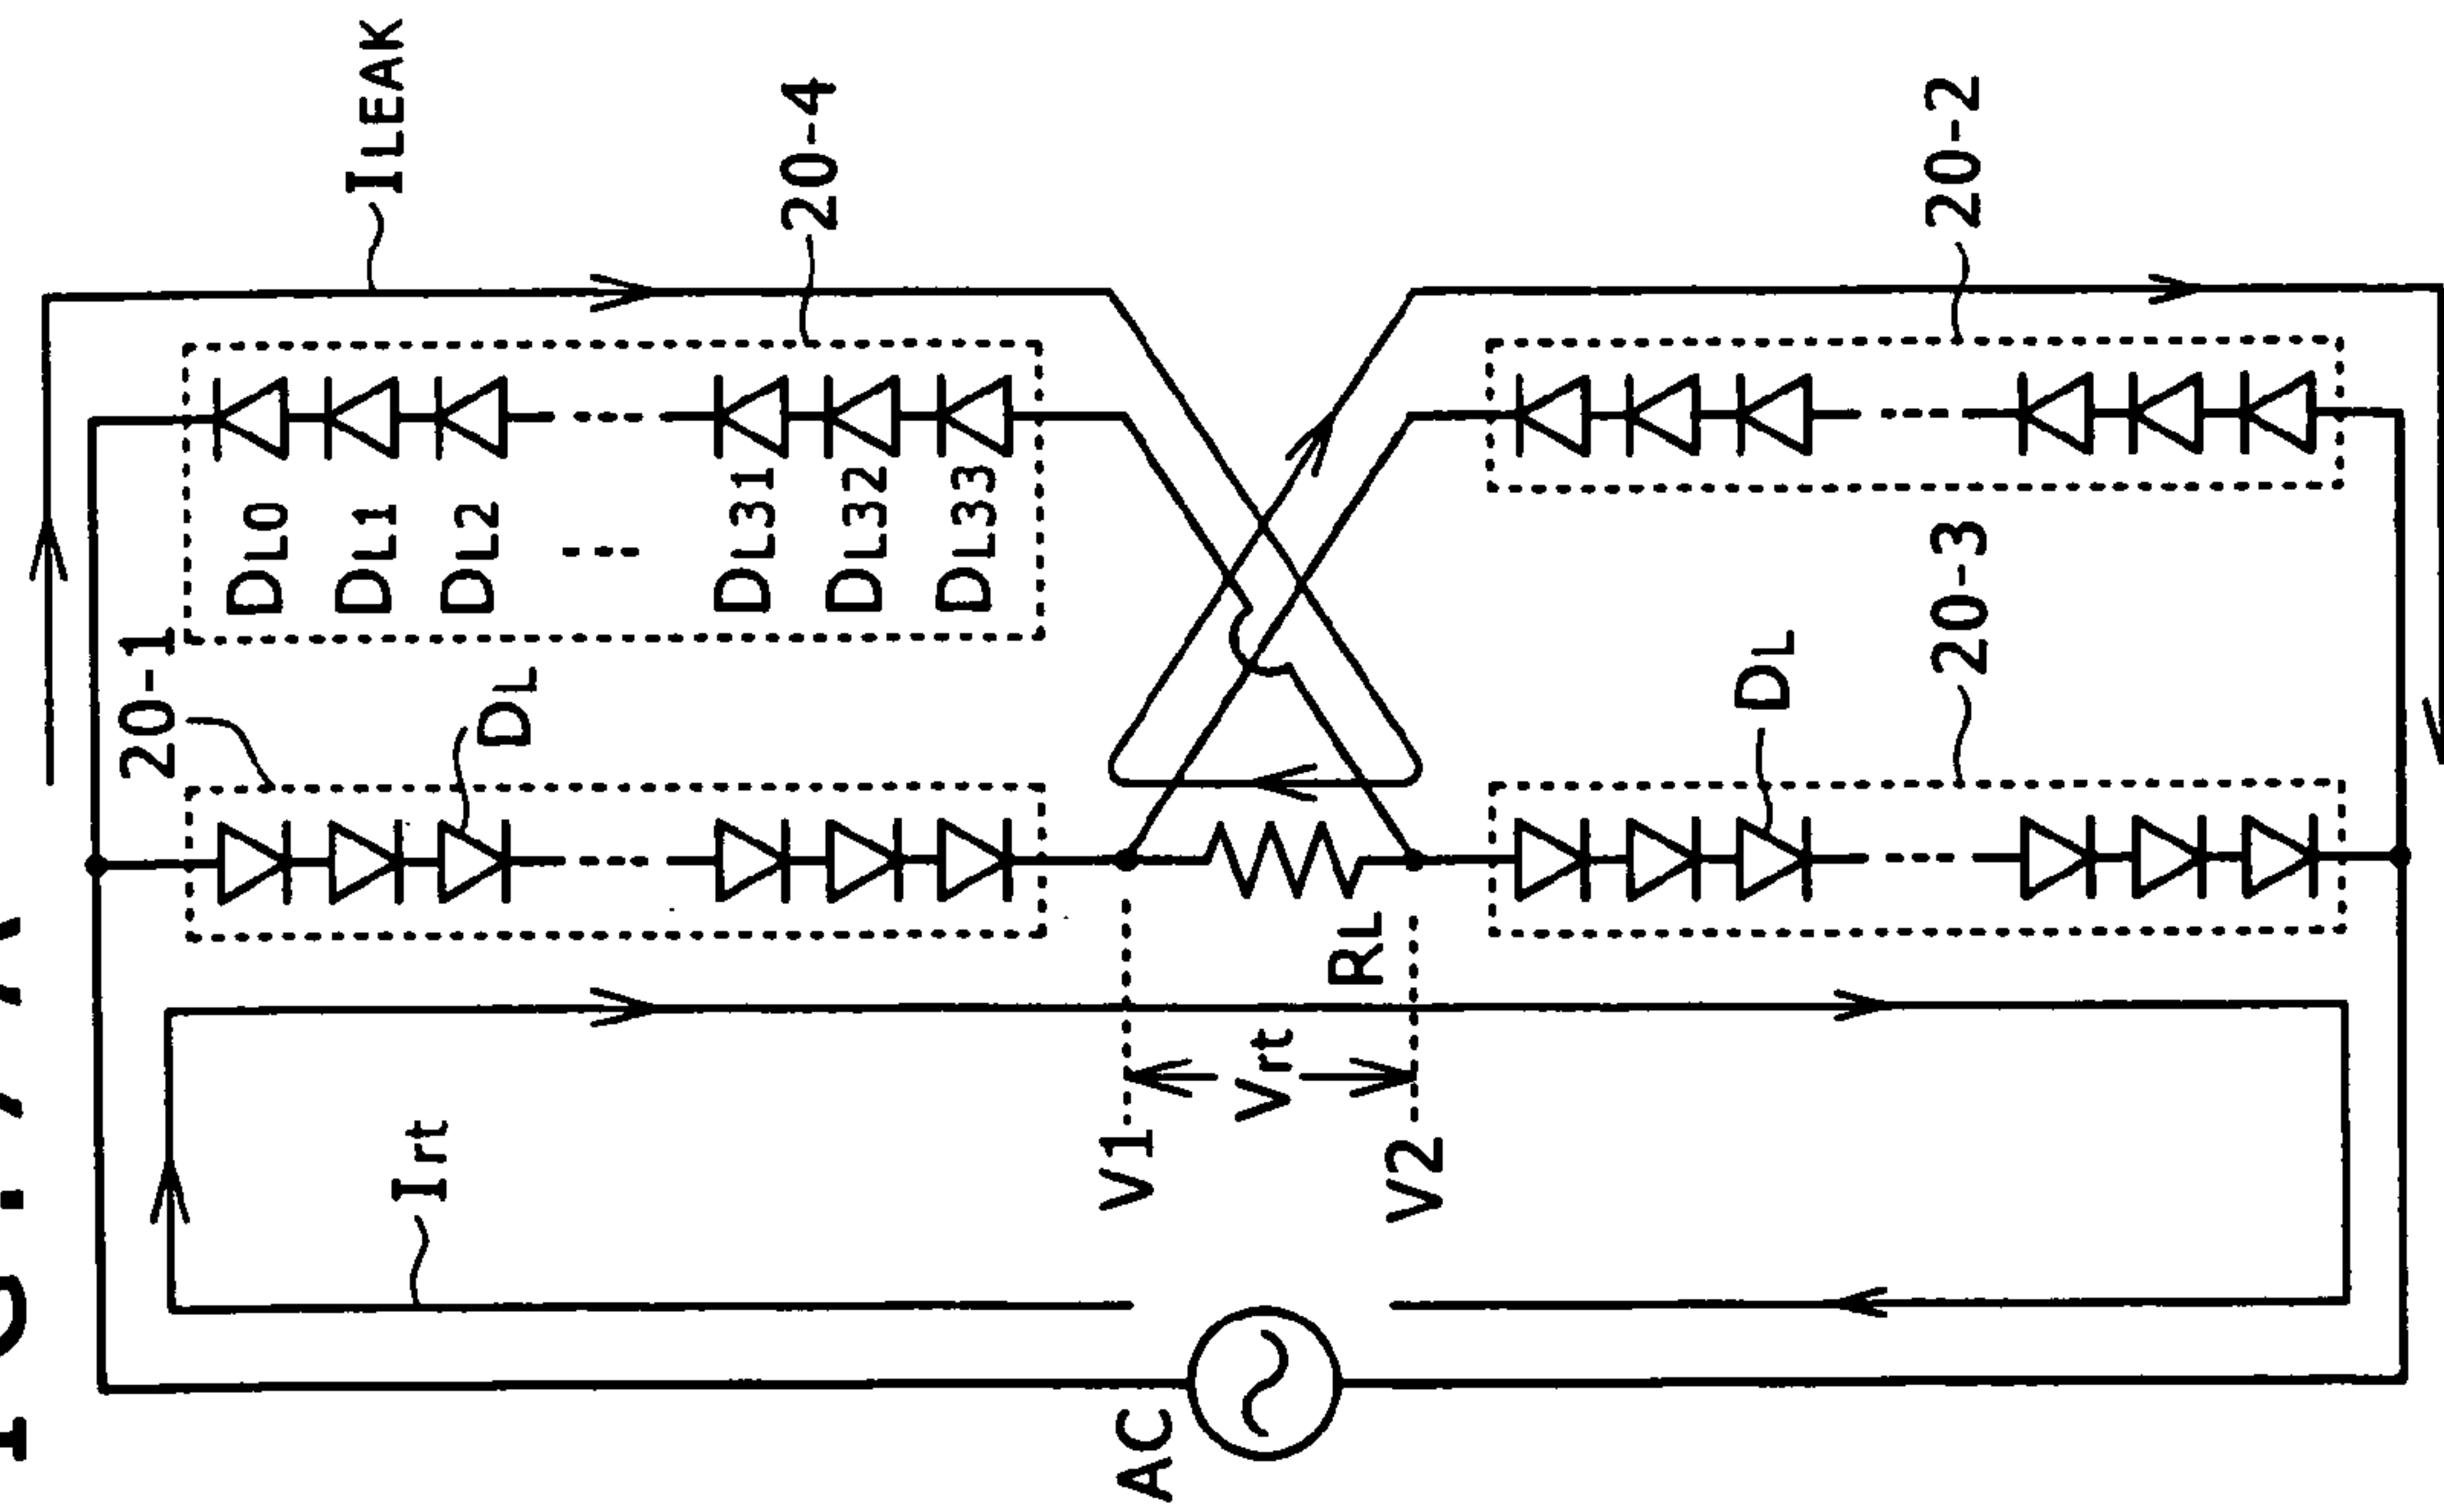 20-1
DL0
DL1
ILEAK
Irt
DL
DL2
DL31
20-4
DL32
DL33
AC
V1
Vrt
RL
V2
DL
20-3
20-2